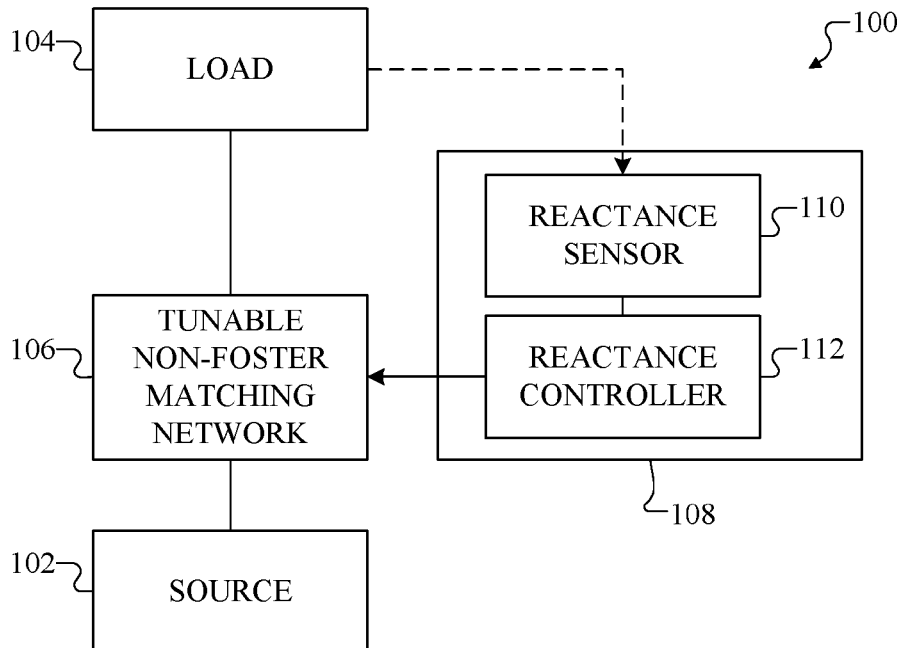 104
LOAD
100
REACTANCE
SENSOR
110
106
TUNABLE
NON-FOSTER
MATCHING
NETWORK
REACTANCE
CONTROLLER
112
108
102
SOURCE